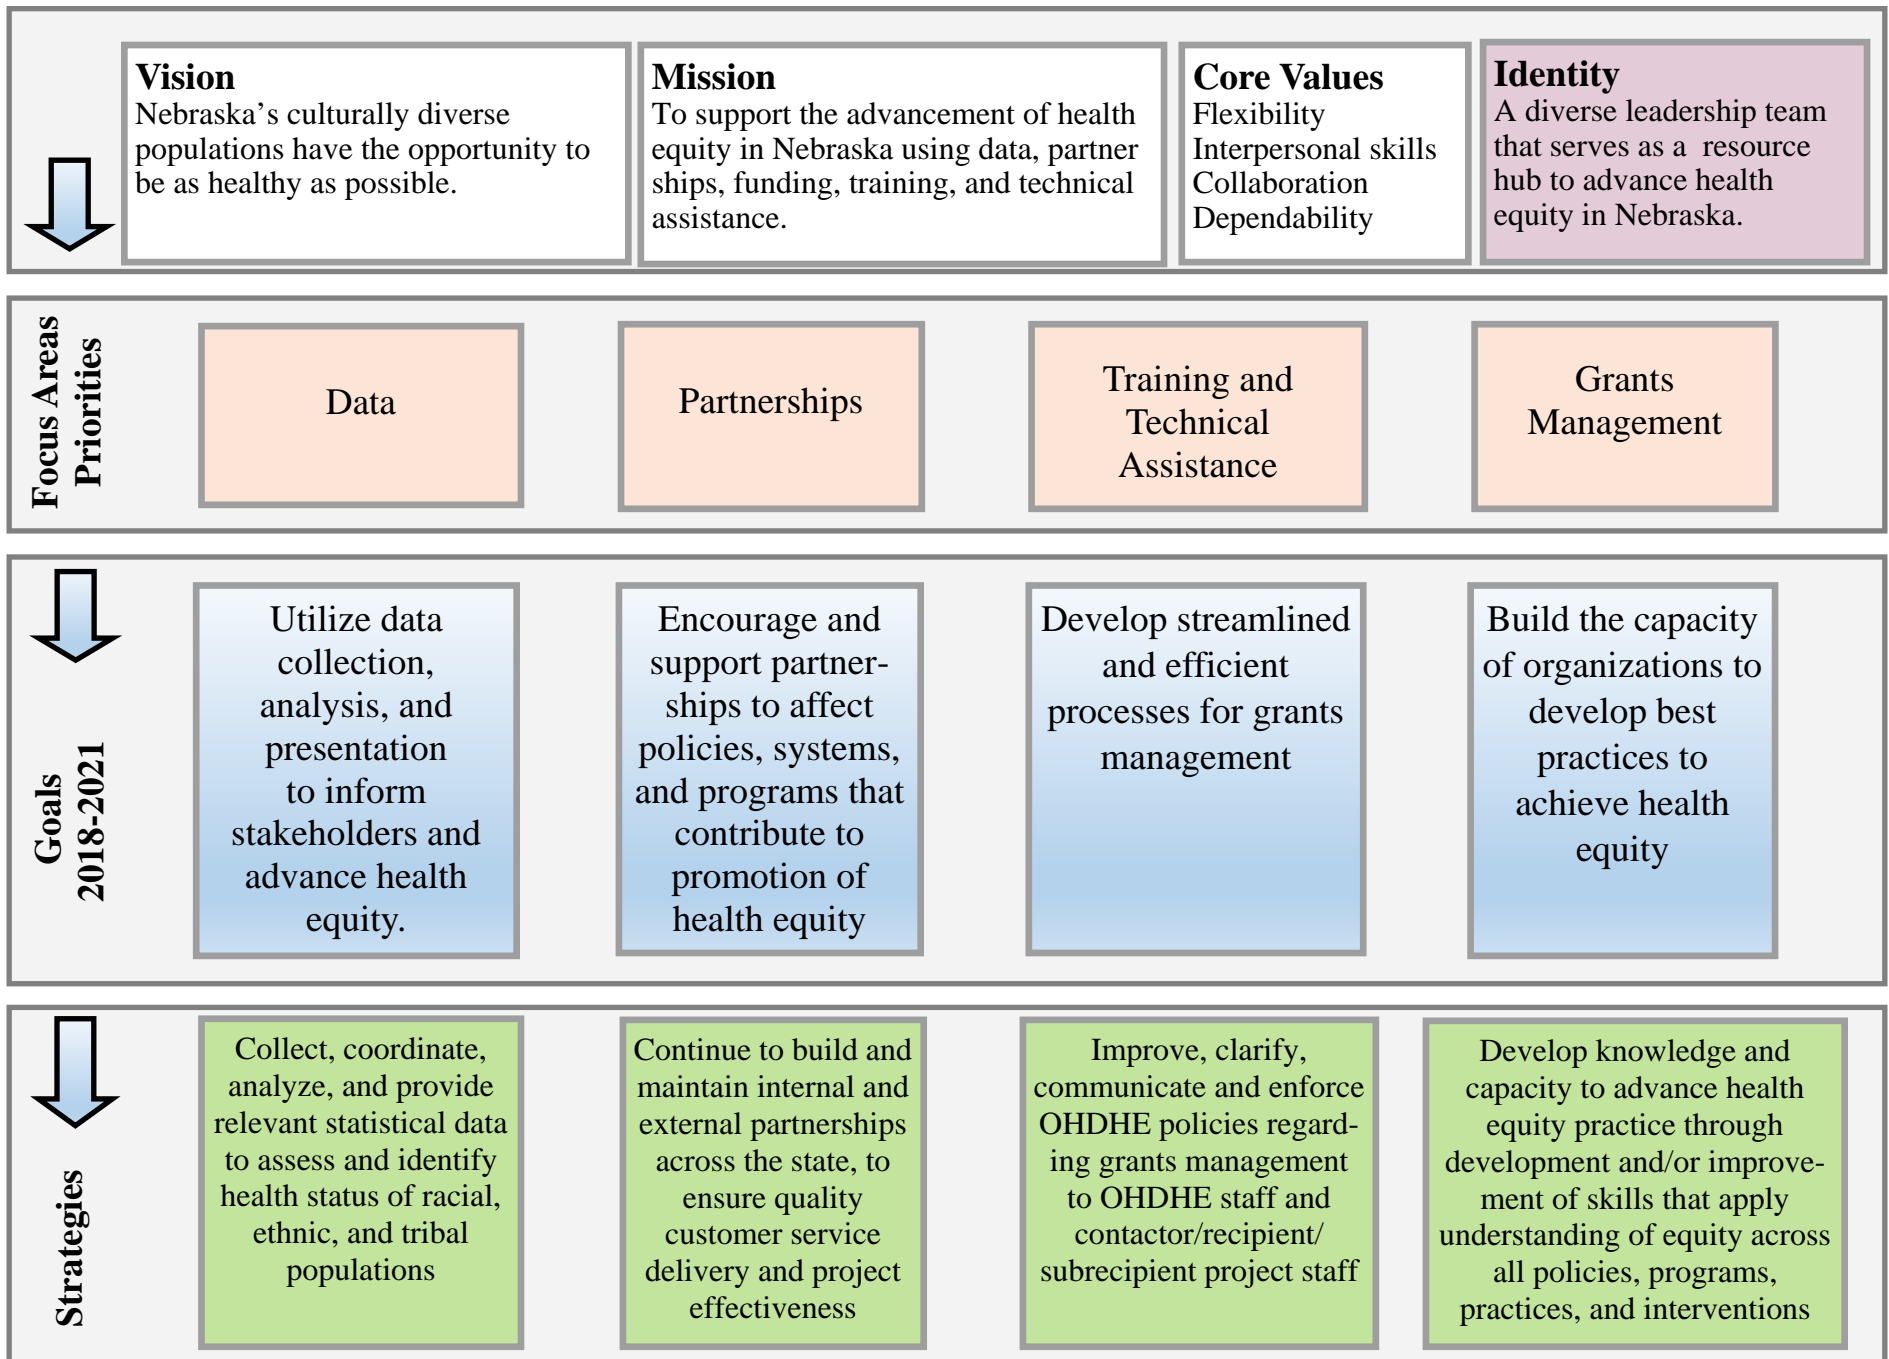 Vision
Nebraska’s culturally diverse
populations have the opportunity to
be as healthy as possible.
Mission
To support the advancement of health
equity in Nebraska using data, partner
ships, funding, training, and technical
assistance.
Core Values
Flexibility
Interpersonal skills
Collaboration
Dependability
Identity
A diverse leadership team
that serves as a  resource
hub to advance health
equity in Nebraska.
Focus Areas
Priorities
Data
Partnerships
Training and
Technical
Assistance
Grants
Management
Goals
2018-2021
Utilize data
collection,
analysis, and
presentation
to inform
stakeholders and
advance health
equity.
Encourage and
support partner-
ships to affect
policies, systems,
and programs that
contribute to
promotion of
health equity
Develop streamlined
and efficient
processes for grants
management
Build the capacity
of organizations to
develop best
practices to
achieve health
equity
Strategies
Collect, coordinate,
analyze, and provide
relevant statistical data
to assess and identify
health status of racial,
ethnic, and tribal
populations
Continue to build and
maintain internal and
external partnerships
across the state, to
ensure quality
customer service
delivery and project
effectiveness
Improve, clarify,
communicate and enforce
OHDHE policies regard-
ing grants management
to OHDHE staff and
contactor/recipient/
subrecipient project staff
Develop knowledge and
capacity to advance health
equity practice through
development and/or improve-
ment of skills that apply
understanding of equity across
all policies, programs,
practices, and interventions